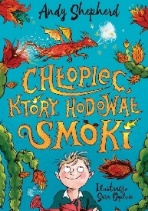 Andy Shepherd
CHŁOPIEC,
KTÓRY HODOWAŁ
SMOKI
Ilustracje
Sara Ogilvie